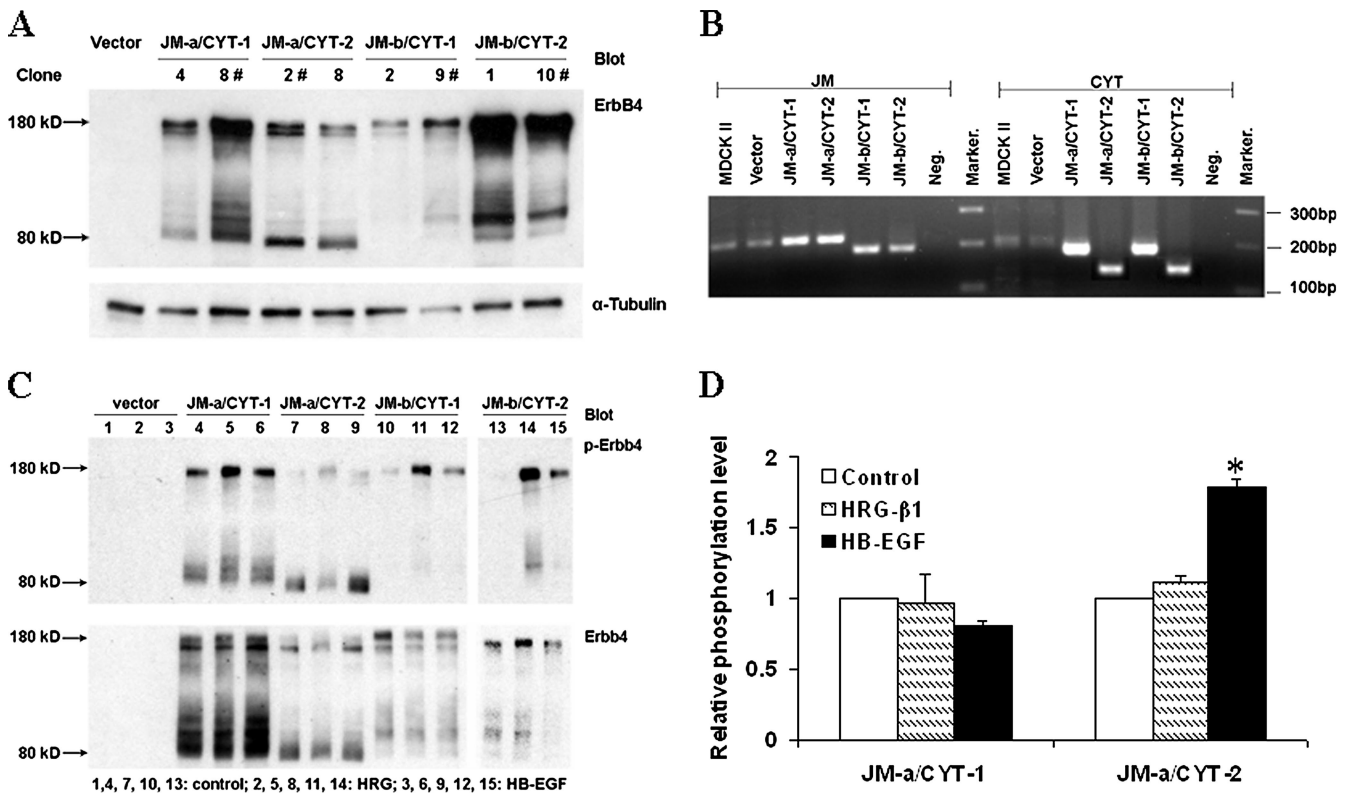 A
Vector JM-a/CYT-1 JM-a/CYT-2 JM-b/CYT-1 JM-b/CYT-2 Blot
Clone 4 8 # 2 # 8 2 9 # 1 10 #
ErbB4
180 kD
80 kD
α-Tubulin
B
JM CYT
MDCK II Vector JM-a/CYT-1 JM-a/CYT-2 JM-b/CYT-1 JM-b/CYT-2 Neg. Marker. MDCK II Vector JM-a/CYT-1 JM-a/CYT-2 JM-b/CYT-1 JM-b/CYT-2 Neg. Marker.
300bp
200bp
100bp
C
vector JM-a/CYT-1 JM-a/CYT-2 JM-b/CYT-1 JM-b/CYT-2 Blot
1 2 3 4 5 6 7 8 9 10 11 12 13 14 15
p-Erbb4
180 kD
80 kD
Erbb4
180 kD
80 kD
1,4, 7, 10, 13: control; 2, 5, 8, 11, 14: HRG; 3, 6, 9, 12, 15: HB-EGF
D
Relative phosphorylation level
2
1.5
1
0.5
0
Control
HRG-β1
HB-EGF
*
JM-a/CYT-1 JM-a/CYT-2